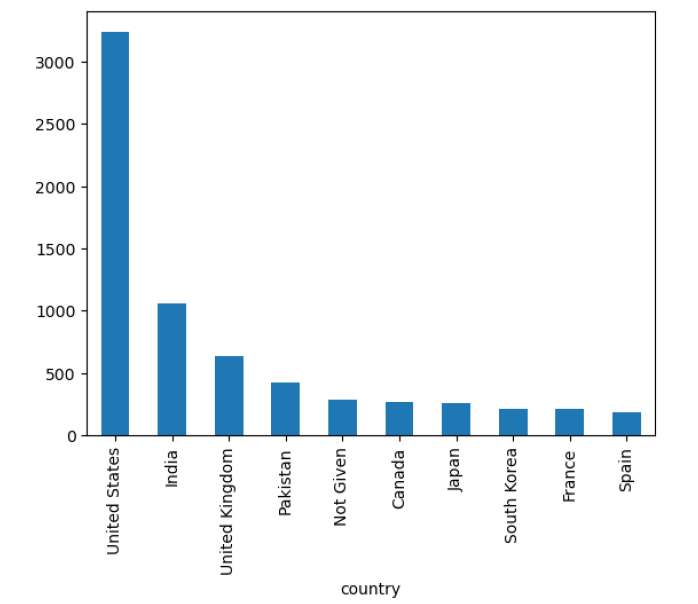 3000
2500
2000
1500
1000
500
0
United States
India
United Kingdom
Pakistan
Not Given
Canada
Japan
South Korea
France
Spain
country